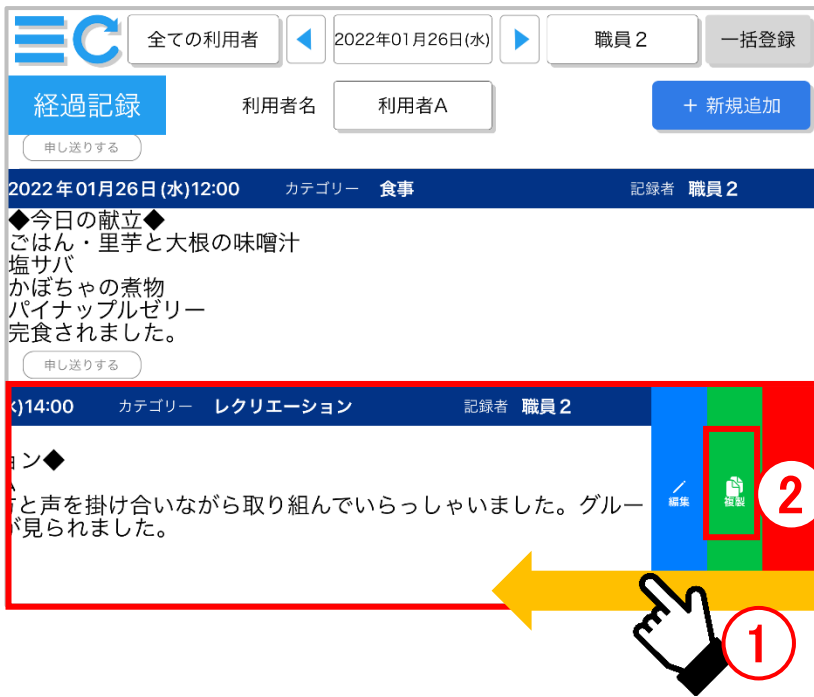 全ての利用者
2022年01月26日(水)
職員２
一括登録
経過記録
利用者名
利用者A
+ 新規追加
申し送りする
2022年01月26日(水)12:00 カテゴリー 食事 記録者 職員２
◆今日の献立◆
ごはん・里芋と大根の味噌汁
塩サバ
かぼちゃの煮物
パイナップルゼリー
完食されました。
申し送りする
)14:00 カテゴリー レクリエーション 記録者 職員２
ョン◆
と声を掛け合いながら取り組んでいらっしゃいました。グルー
が見られました。
編集
複製
2
1